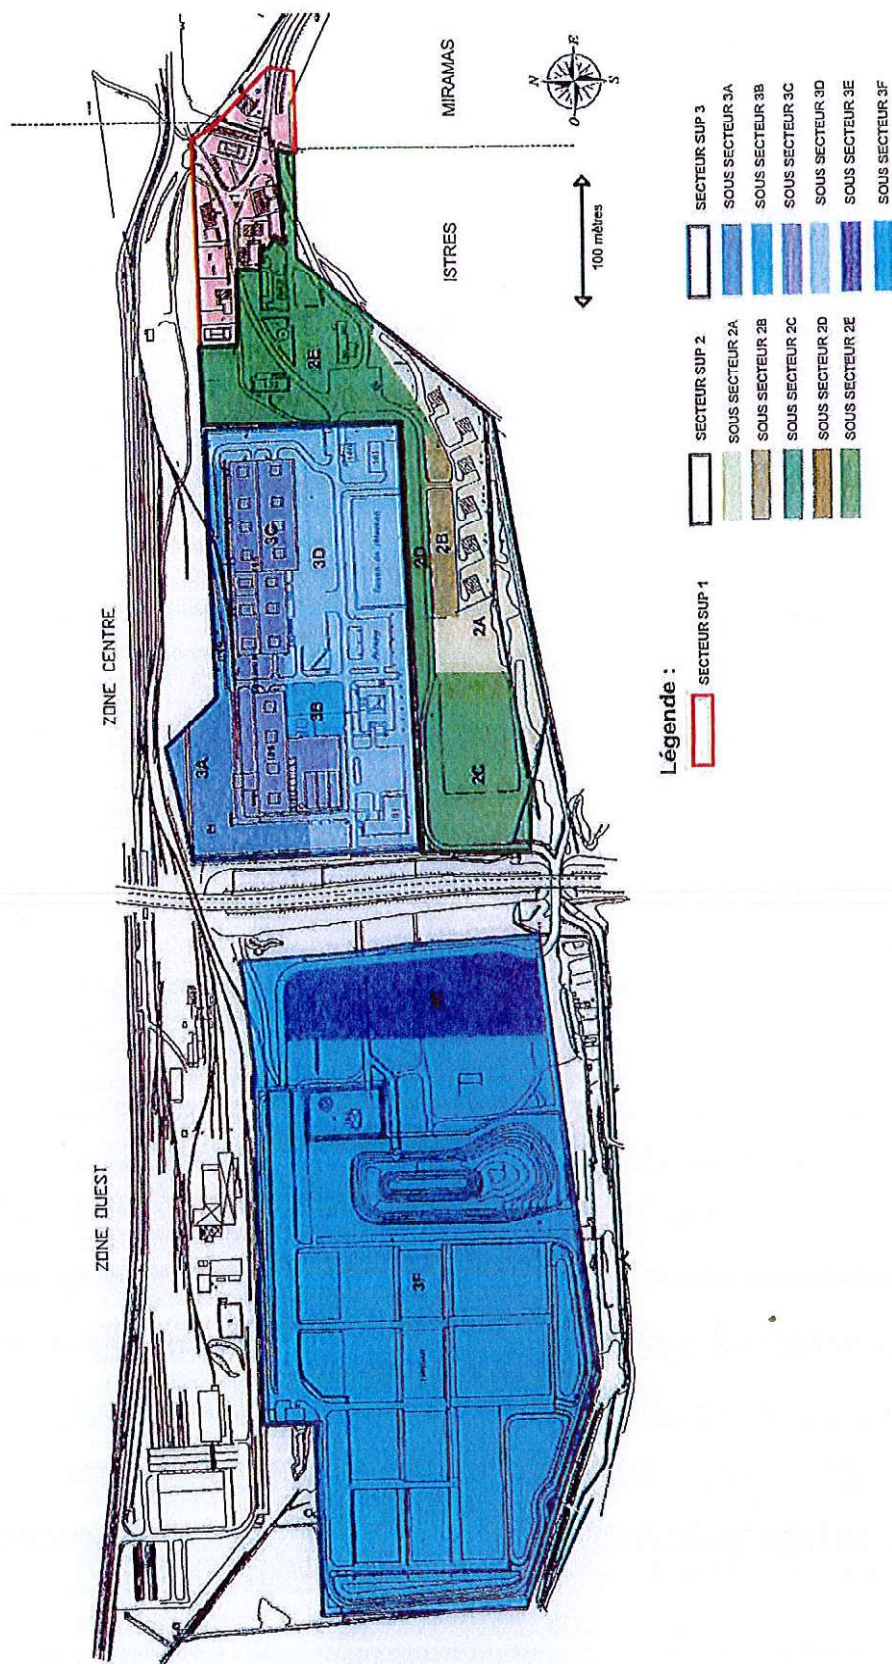 ZONE OUEST
ZONE CENTRE
MIRAMAS
ISTRES
N
E
S
O
100 mètres
3A
3B
3C
3D
3F
2A
2B
2C
2D
2E
Légende :
SECTEUR SUP 1
SECTEUR SUP 2
SOUS SECTEUR 2A
SOUS SECTEUR 2B
SOUS SECTEUR 2C
SOUS SECTEUR 2D
SOUS SECTEUR 2E
SECTEUR SUP 3
SOUS SECTEUR 3A
SOUS SECTEUR 3B
SOUS SECTEUR 3C
SOUS SECTEUR 3D
SOUS SECTEUR 3E
SOUS SECTEUR 3F